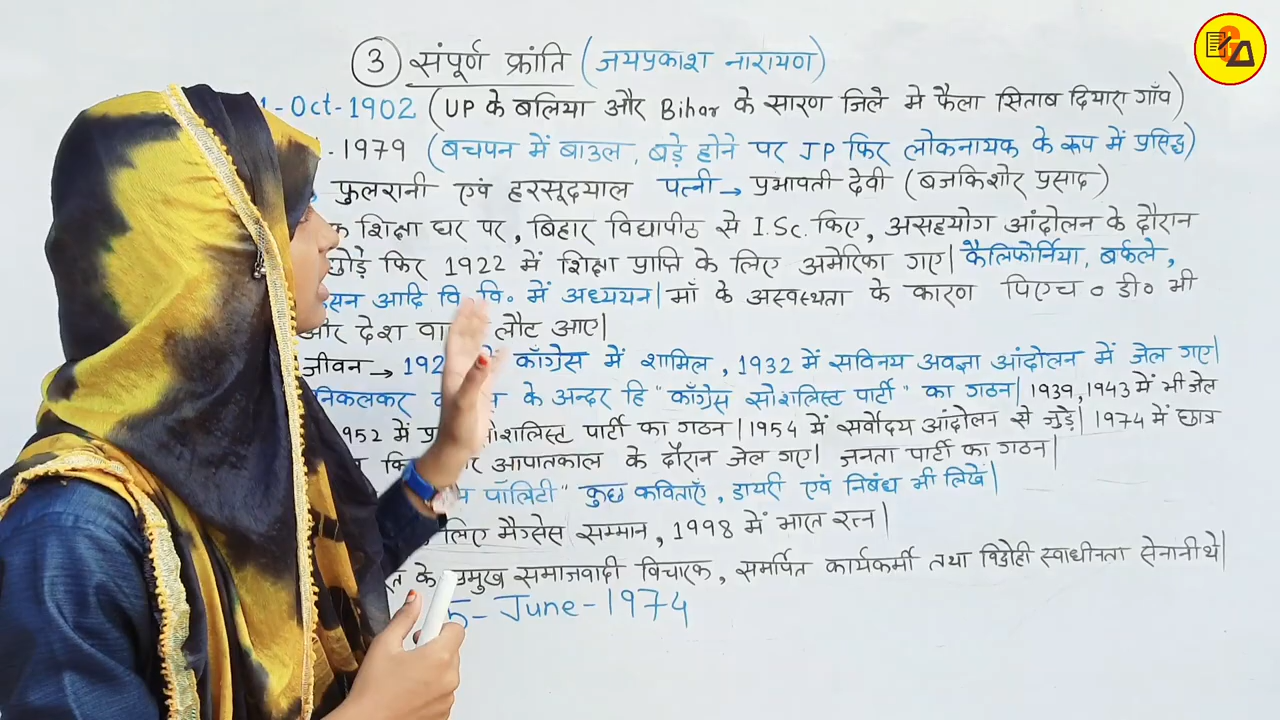 3 संपूर्ण क्रांति (जयप्रकाश नारायण)
1-Oct-1902 (UP के बलिया और Bihar के सारण जिले मे फैला सिताब दियारा गाँव)
- 1979 (बचपन में बाउल, बड़े होने पर JP फिर लोकनायक के रूप में प्रसिद्ध)
फुलरानी एवं हरसूदयाल पत्नी → प्रभावती देवी (ब्रजकिशोर प्रसाद)
शिक्षा घर पर, बिहार विद्यापीठ से I.Sc. किए, असहयोग आंदोलन के दौरान
फिर 1922 में शिक्षा प्राप्ति के लिए अमेरिका गए। कैलिफोर्निया, बर्कले,
आदि वि. वि. में अध्ययन। माँ के अस्वस्थता के कारण पिएच॰ डी॰ भी
और देश लौट आए।
जीवन → काँग्रेस में शामिल, 1932 में सविनय अवज्ञा आंदोलन में जेल गए।
निकलकर के अन्दर हि "काँग्रेस सोशलिस्ट पार्टी" का गठन। 1939, 1943 में भी जेल
1952 में सोशलिस्ट पार्टी का गठन। 1954 में सर्वोदय आंदोलन से जुड़े। 1974 में छात्र
आपातकाल के दौरान जेल गए। जनता पार्टी का गठन।
पॉलिटी" कुछ कविताएँ, डायरी एवं निबंध भी लिखें।
लिए मैग्सेस सम्मान, 1998 में भारत रत्न।
के प्रमुख समाजवादी विचारक, समर्पित कार्यकर्मी तथा विद्रोही स्वाधीनता सेनानी थे।
5-June-1974